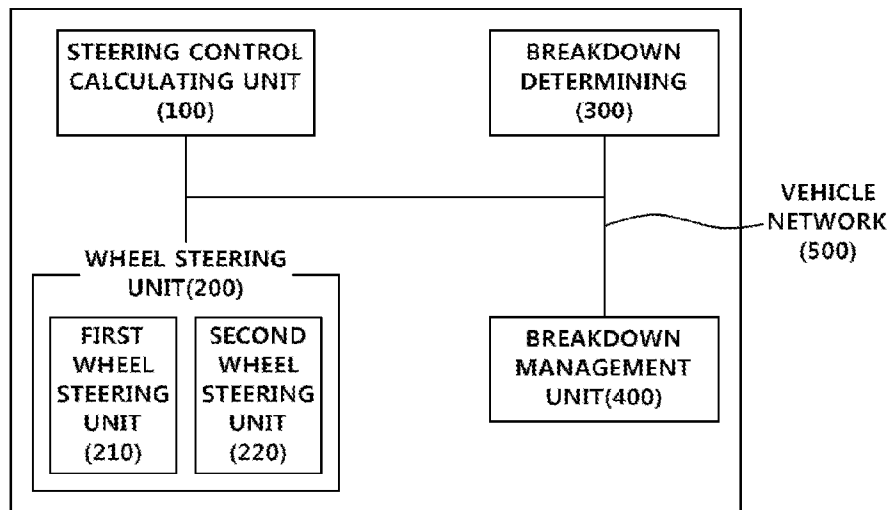 STEERING CONTROL
CALCULATING UNIT
(100)
BREAKDOWN
DETERMINING
(300)
VEHICLE
NETWORK
(500)
WHEEL STEERING
UNIT(200)
FIRST
WHEEL
STEERING
UNIT
(210)
SECOND
WHEEL
STEERING
UNIT
(220)
BREAKDOWN
MANAGEMENT
UNIT(400)